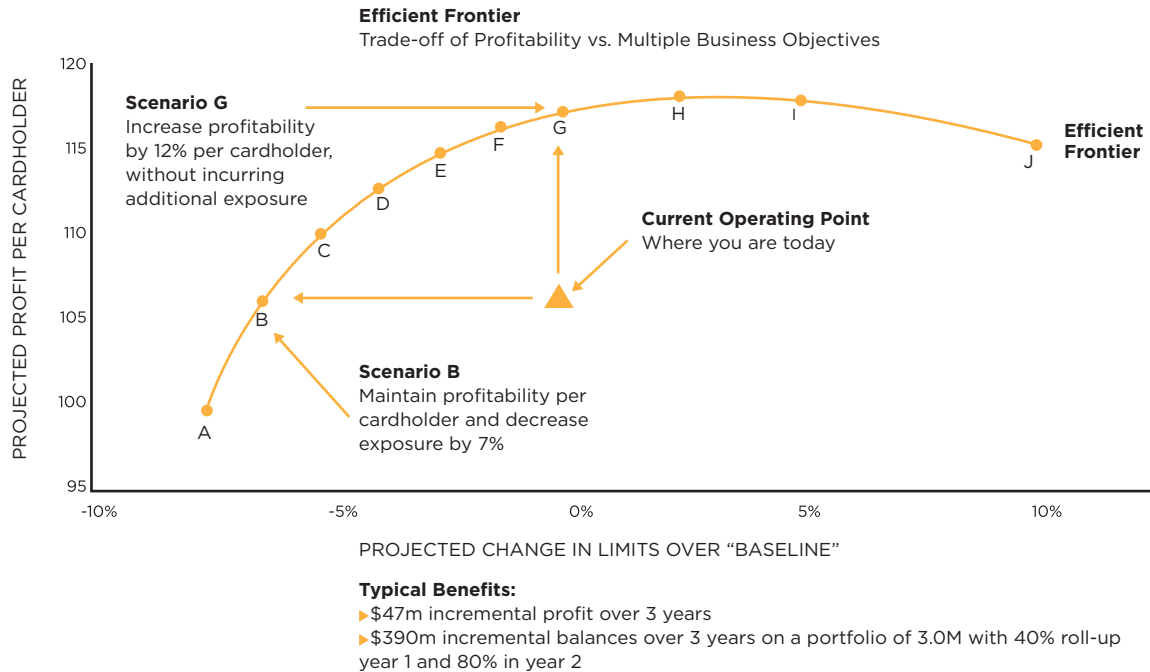 Efficient Frontier
Trade-off of Profitability vs. Multiple Business Objectives
PROJECTED PROFIT PER CARDHOLDER
120
115
110
105
100
95
Scenario G
Increase profitability
by 12% per cardholder,
without incurring
additional exposure
A
B
C
D
E
F
G
H
I
J
Efficient
Frontier
Current Operating Point
Where you are today
Scenario B
Maintain profitability per
cardholder and decrease
exposure by 7%
-10%
-5%
0%
5%
10%
PROJECTED CHANGE IN LIMITS OVER “BASELINE”
Typical Benefits:
▶$47m incremental profit over 3 years
▶$390m incremental balances over 3 years on a portfolio of 3.0M with 40% roll-up
year 1 and 80% in year 2